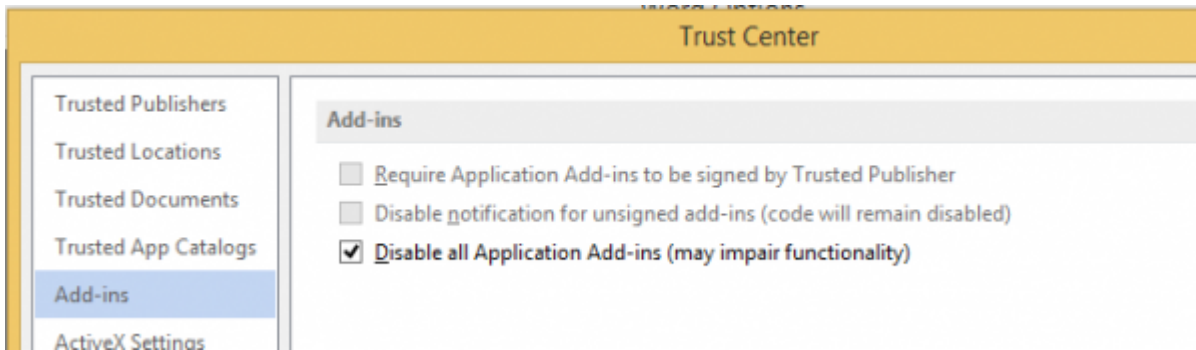 Word Options
Trust Center
Trusted Publishers
Trusted Locations
Trusted Documents
Trusted App Catalogs
Add-ins
ActiveX Settings
Add-ins
Require Application Add-ins to be signed by Trusted Publisher
Disable notification for unsigned add-ins (code will remain disabled)
Disable all Application Add-ins (may impair functionality)